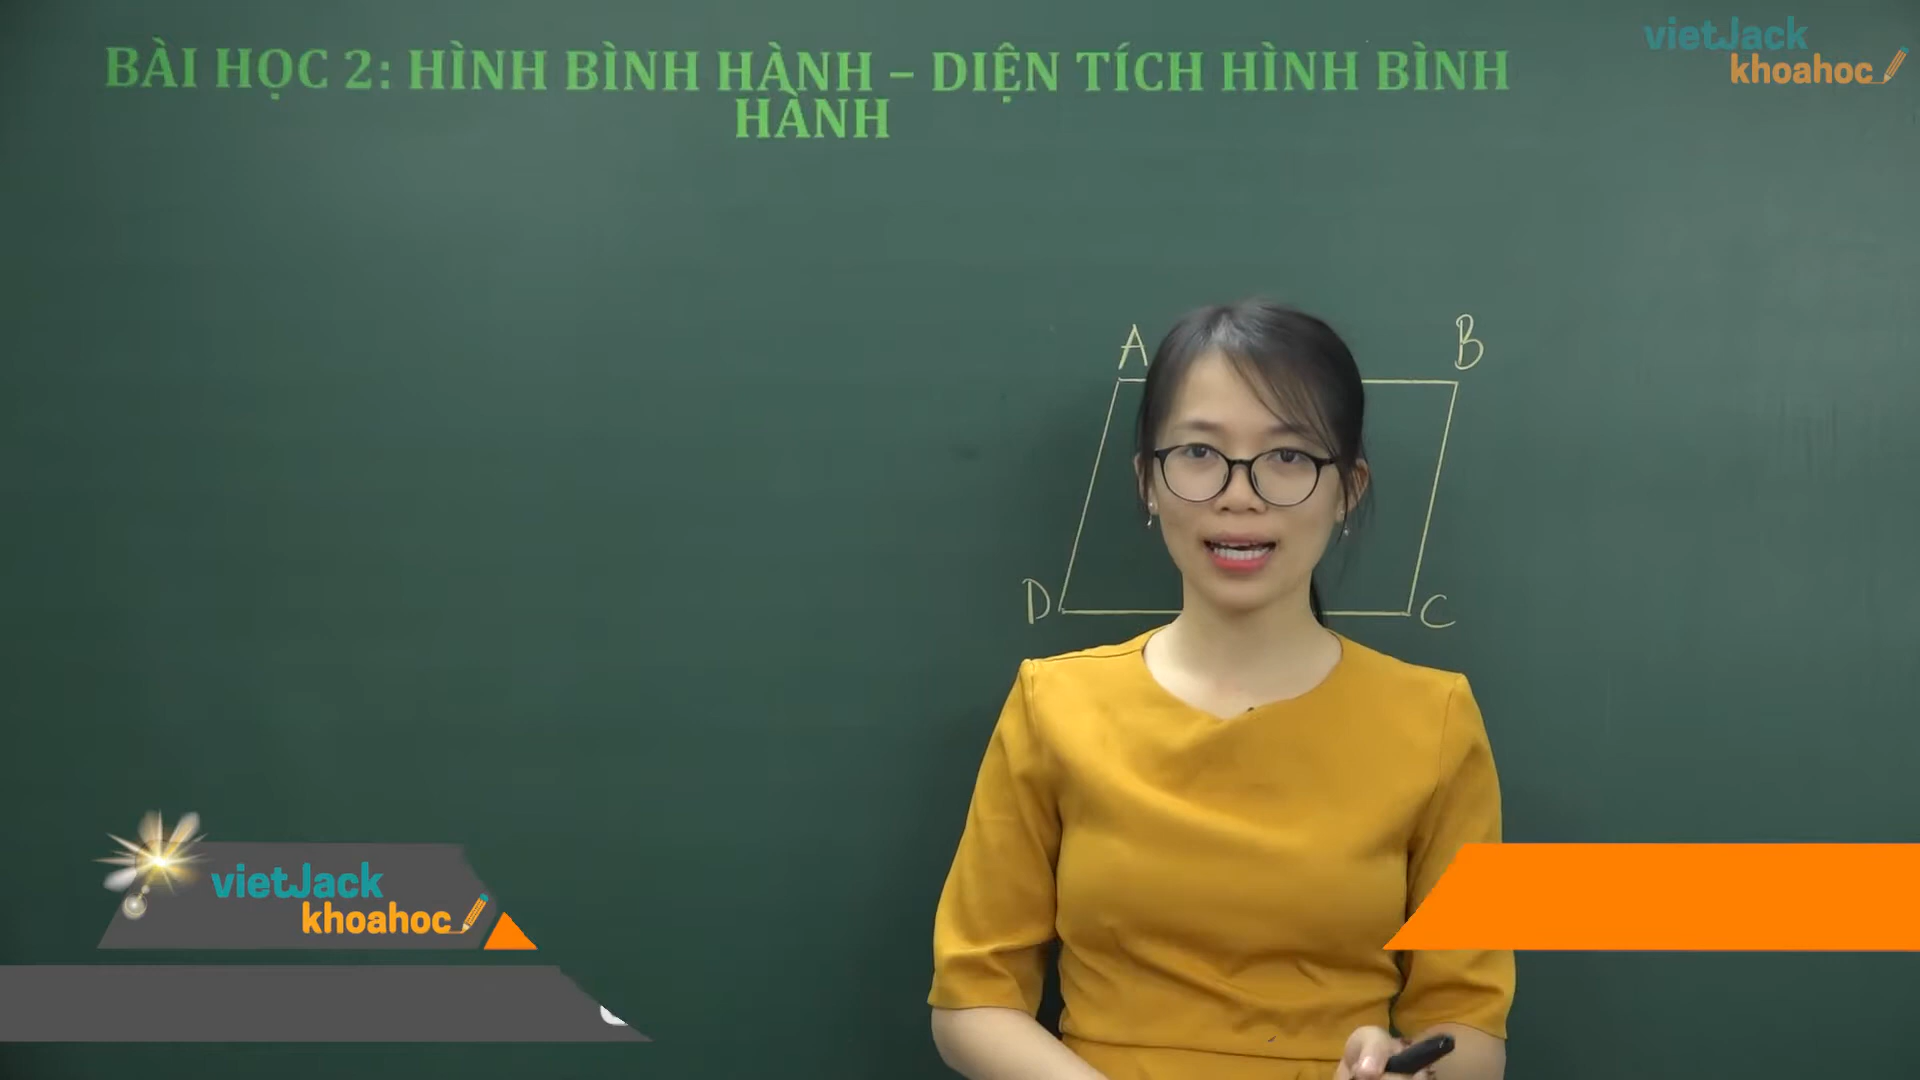 BÀI HỌC 2: HÌNH BÌNH HÀNH – DIỆN TÍCH HÌNH BÌNH
HÀNH
vietJack
khoahoc
A
B
D
C
vietJack
khoahoc